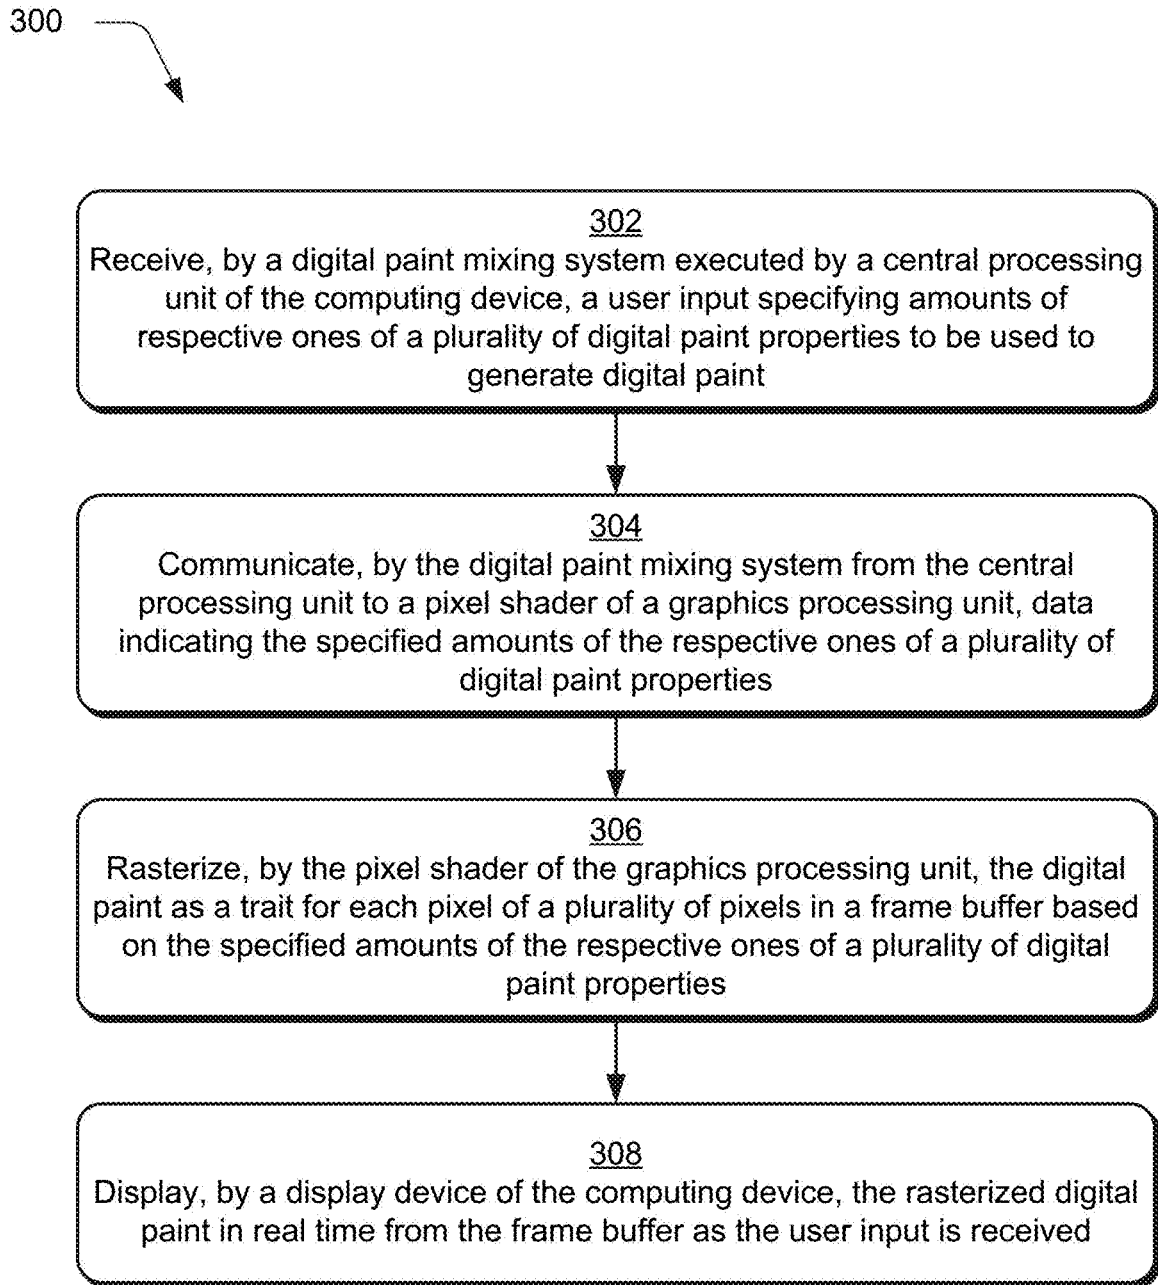 300
302
Receive, by a digital paint mixing system executed by a central processing
unit of the computing device, a user input specifying amounts of
respective ones of a plurality of digital paint properties to be used to
generate digital paint
304
Communicate, by the digital paint mixing system from the central
processing unit to a pixel shader of a graphics processing unit, data
indicating the specified amounts of the respective ones of a plurality of
digital paint properties
306
Rasterize, by the pixel shader of the graphics processing unit, the digital
paint as a trait for each pixel of a plurality of pixels in a frame buffer based
on the specified amounts of the respective ones of a plurality of digital
paint properties
308
Display, by a display device of the computing device, the rasterized digital
paint in real time from the frame buffer as the user input is received